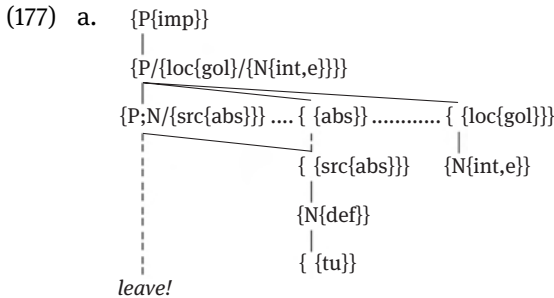 (177) a. {P{imp}}
{P/{loc{gol}/{N{int,e}}}}
{P;N/{src{abs}}} .... { {abs}} ............ { {loc{gol}}}
{ {src{abs}}} {N{int,e}}
{N{def}}
{ {tu}}
leave!